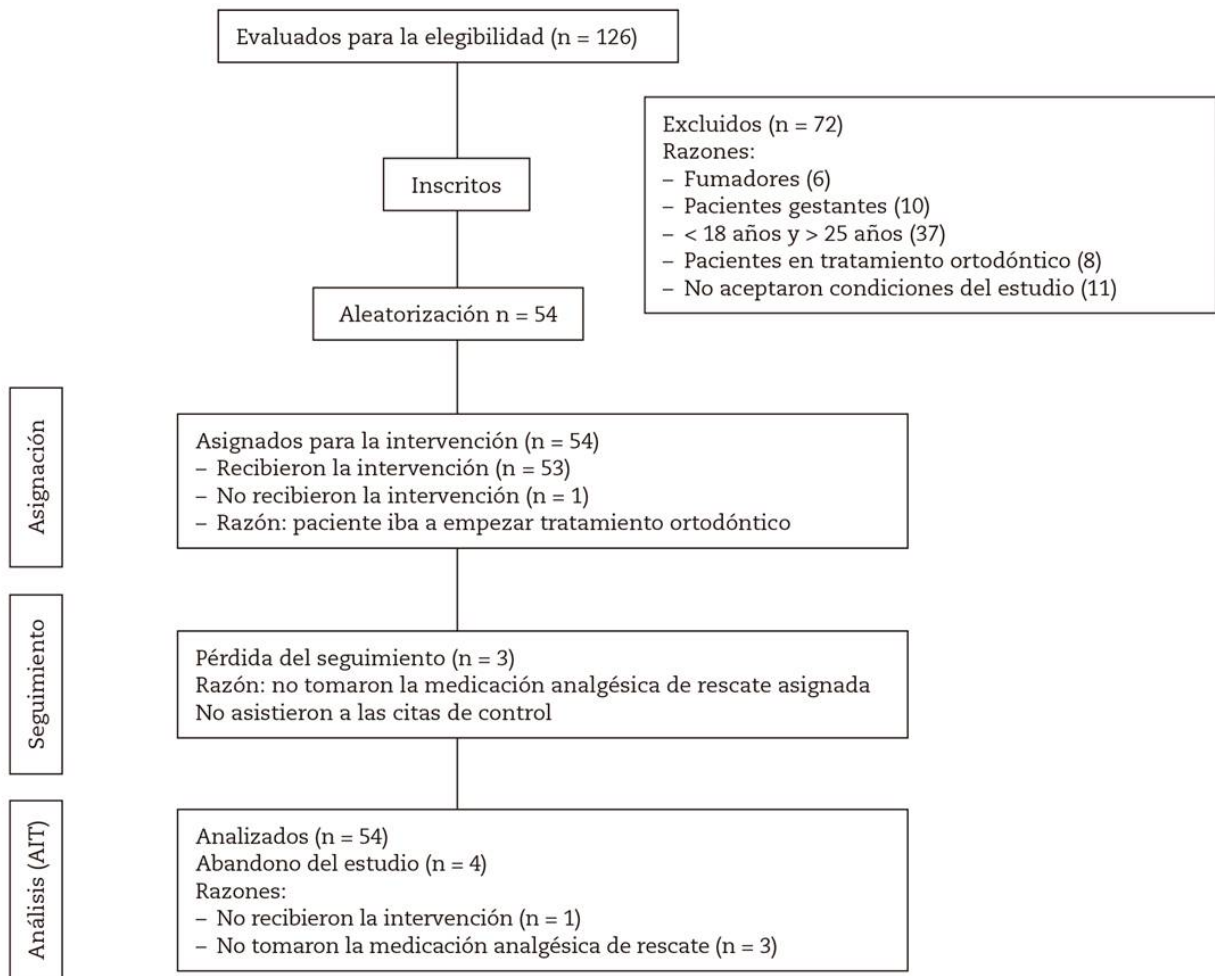 Evaluados para la elegibilidad (n = 126)
Excluidos (n = 72)
Razones:
– Fumadores (6)
– Pacientes gestantes (10)
– < 18 años y > 25 años (37)
– Pacientes en tratamiento ortodóntico (8)
– No aceptaron condiciones del estudio (11)
Inscritos
Aleatorización n = 54
Asignación
Asignados para la intervención (n = 54)
– Recibieron la intervención (n = 53)
– No recibieron la intervención (n = 1)
– Razón: paciente iba a empezar tratamiento ortodóntico
Seguimiento
Pérdida del seguimiento (n = 3)
Razón: no tomaron la medicación analgésica de rescate asignada
No asistieron a las citas de control
Análisis (AIT)
Analizados (n = 54)
Abandono del estudio (n = 4)
Razones:
– No recibieron la intervención (n = 1)
– No tomaron la medicación analgésica de rescate (n = 3)